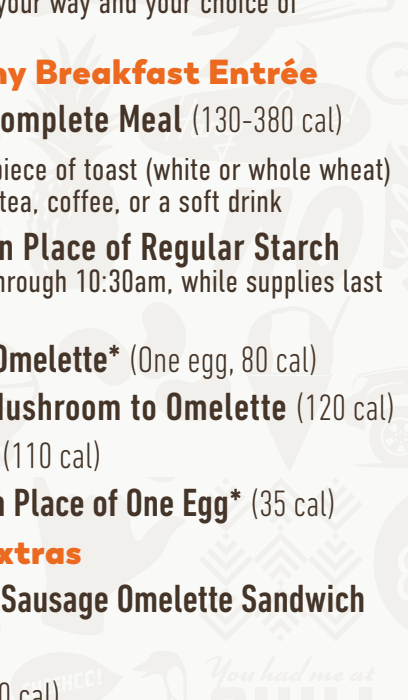 your way and your choice of
ny Breakfast Entrée
omplete Meal (130-380 cal)
piece of toast (white or whole wheat)
tea, coffee, or a soft drink
n Place of Regular Starch
hrough 10:30am, while supplies last
Omelette* (One egg, 80 cal)
Mushroom to Omelette (120 cal)
(110 cal)
n Place of One Egg* (35 cal)
xtras
Sausage Omelette Sandwich
0 cal)
You had me at